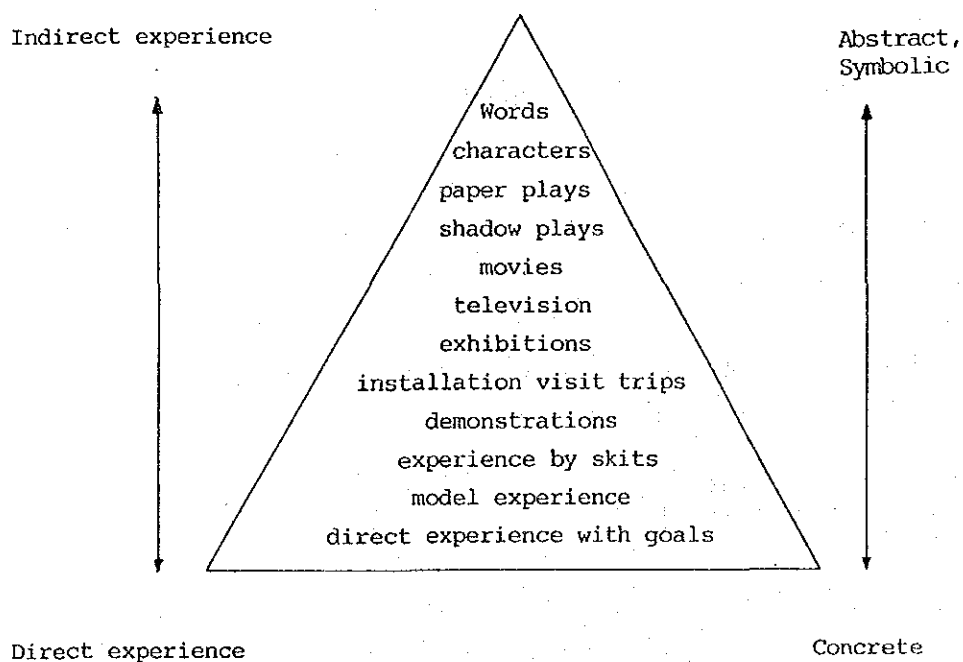 Indirect experience
Abstract,
Symbolic
Words
characters
paper plays
shadow plays
movies
television
exhibitions
installation visit trips
demonstrations
experience by skits
model experience
direct experience with goals
Direct experience
Concrete